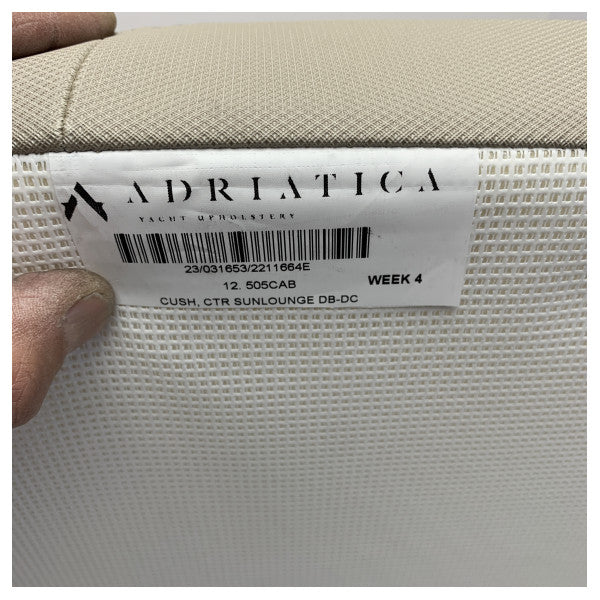 ADRIATICA
YACHT UPHOLSTERY
23/031653/2211664E
12. 505CAB WEEK 4
CUSH, CTR SUNLOUNGE DB-DC